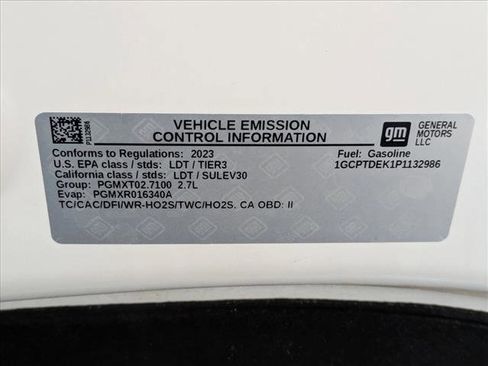 P1132986
VEHICLE EMISSION
CONTROL INFORMATION
gm
GENERAL
MOTORS
LLC
Conforms to Regulations: 2023
Fuel: Gasoline
U.S. EPA class / stds: LDT / TIER3
1GCPTDEK1P1132986
California class / stds: LDT / SULEV30
Group: PGMXT02.7100 2.7L
Evap: PGMXR016340A
TC/CAC/DFI/WR-HO2S/TWC/HO2S. CA OBD: II